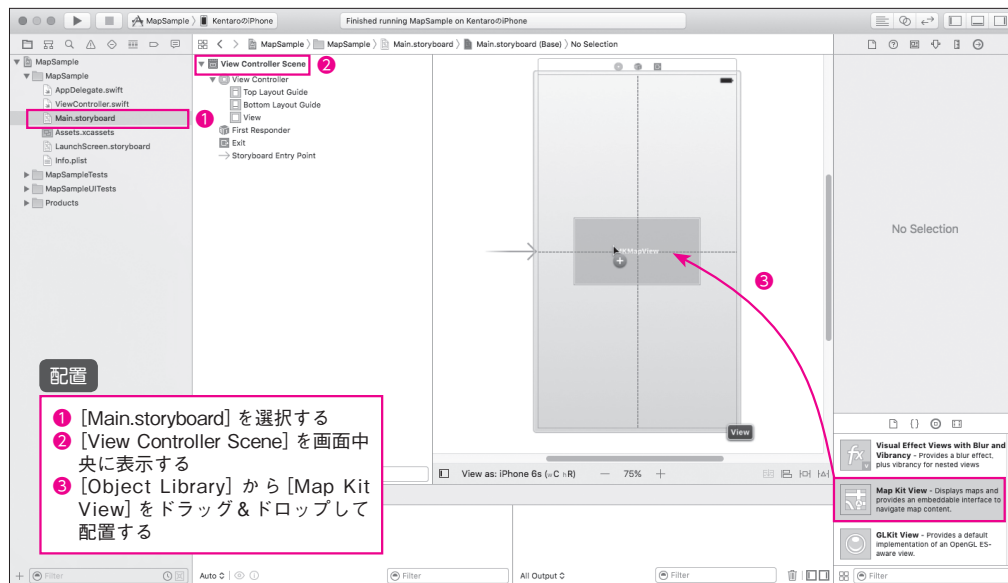 MapSample 〉 KentaroのiPhone
Finished running MapSample on KentaroのiPhone
MapSample 〉 MapSample 〉 Main.storyboard 〉 Main.storyboard (Base) 〉 No Selection
MapSample
MapSample
AppDelegate.swift
ViewController.swift
Main.storyboard
Assets.xcassets
LaunchScreen.storyboard
Info.plist
MapSampleTests
MapSampleUITests
Products
❶
View Controller Scene
❷
View Controller
Top Layout Guide
Bottom Layout Guide
View
First Responder
Exit
Storyboard Entry Point
❸
View
No Selection
配置
❶ [Main.storyboard] を選択する
❷ [View Controller Scene] を画面中
央に表示する
❸ [Object Library] から [Map Kit
View] をドラッグ＆ドロップして
配置する
View as: iPhone 6s (wC hR) — 75% +
Visual Effect Views with Blur and
Vibrancy - Provides a blur effect,
plus vibrancy for nested views
Map Kit View - Displays maps and
provides an embeddable interface to
navigate map content.
GLKit View - Provides a default
implementation of an OpenGL ES-
aware view.
Filter
Auto
Filter
All Output
Filter
Filter